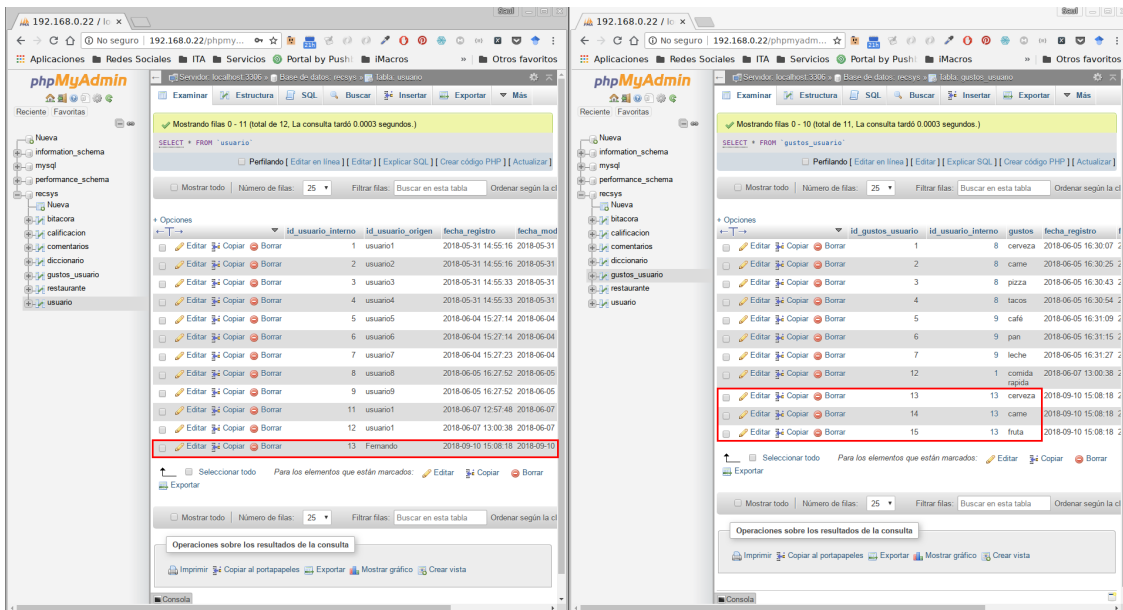 192.168.0.22 / lo ×
No seguro | 192.168.0.22/phpmy...
Aplicaciones Redes Sociales ITA Servicios Portal by Push! iMacros » Otros favoritos
phpMyAdmin
Reciente Favoritas
Nueva
information_schema
mysql
performance_schema
recsys
Nueva
bitacora
calificacion
comentarios
diccionario
gustos_usuario
restaurante
usuario
Servidor: localhost:3306 » Base de datos: recsys » Tabla: usuario
Examinar Estructura SQL Buscar Insertar Exportar Más
Mostrando filas 0 - 11 (total de 12, La consulta tardó 0.0003 segundos.)
SELECT * FROM `usuario`
Perfilando [ Editar en línea ] [ Editar ] [ Explicar SQL ] [ Crear código PHP ] [ Actualizar ]
Mostrar todo | Número de filas: 25 Filtrar filas: Buscar en esta tabla Ordenar según la cl
+ Opciones
←T→ id_usuario_interno id_usuario_origen fecha_registro fecha_mod
Editar Copiar Borrar 1 usuario1 2018-05-31 14:55:16 2018-05-31
Editar Copiar Borrar 2 usuario2 2018-05-31 14:55:16 2018-05-31
Editar Copiar Borrar 3 usuario3 2018-05-31 14:55:33 2018-05-31
Editar Copiar Borrar 4 usuario4 2018-05-31 14:55:33 2018-05-31
Editar Copiar Borrar 5 usuario5 2018-06-04 15:27:14 2018-06-04
Editar Copiar Borrar 6 usuario6 2018-06-04 15:27:14 2018-06-04
Editar Copiar Borrar 7 usuario7 2018-06-04 15:27:23 2018-06-04
Editar Copiar Borrar 8 usuario8 2018-06-05 16:27:52 2018-06-05
Editar Copiar Borrar 9 usuario9 2018-06-05 16:27:52 2018-06-05
Editar Copiar Borrar 11 usuario1 2018-06-07 12:57:48 2018-06-07
Editar Copiar Borrar 12 usuario1 2018-06-07 13:00:38 2018-06-07
Editar Copiar Borrar 13 Fernando 2018-09-10 15:08:18 2018-09-10
Seleccionar todo Para los elementos que están marcados: Editar Copiar Borrar
Exportar
Mostrar todo | Número de filas: 25 Filtrar filas: Buscar en esta tabla Ordenar según la cl
Operaciones sobre los resultados de la consulta
Imprimir Copiar al portapapeles Exportar Mostrar gráfico Crear vista
Consola
192.168.0.22 / lo ×
No seguro | 192.168.0.22/phpmyadm...
Aplicaciones Redes Sociales ITA Servicios Portal by Push! iMacros » Otros favoritos
phpMyAdmin
Reciente Favoritas
Nueva
information_schema
mysql
performance_schema
recsys
Nueva
bitacora
calificacion
comentarios
diccionario
gustos_usuario
restaurante
usuario
Servidor: localhost:3306 » Base de datos: recsys » Tabla: gustos_usuario
Examinar Estructura SQL Buscar Insertar Exportar Más
Mostrando filas 0 - 10 (total de 11, La consulta tardó 0.0003 segundos.)
SELECT * FROM `gustos_usuario`
Perfilando [ Editar en línea ] [ Editar ] [ Explicar SQL ] [ Crear código PHP ] [ Actualizar ]
Mostrar todo | Número de filas: 25 Filtrar filas: Buscar en esta tabla Ordenar según la cl
+ Opciones
←T→ id_gustos_usuario id_usuario_interno gustos fecha_registro f
Editar Copiar Borrar 1 8 cerveza 2018-06-05 16:30:07 2
Editar Copiar Borrar 2 8 carne 2018-06-05 16:30:25 2
Editar Copiar Borrar 3 8 pizza 2018-06-05 16:30:43 2
Editar Copiar Borrar 4 8 tacos 2018-06-05 16:30:54 2
Editar Copiar Borrar 5 9 café 2018-06-05 16:31:09 2
Editar Copiar Borrar 6 9 pan 2018-06-05 16:31:15 2
Editar Copiar Borrar 7 9 leche 2018-06-05 16:31:27 2
Editar Copiar Borrar 12 1 comida rapida 2018-06-07 13:00:38 2
Editar Copiar Borrar 13 13 cerveza 2018-09-10 15:08:18 2
Editar Copiar Borrar 14 13 carne 2018-09-10 15:08:18 2
Editar Copiar Borrar 15 13 fruta 2018-09-10 15:08:18 2
Seleccionar todo Para los elementos que están marcados: Editar Copiar Borrar
Exportar
Mostrar todo | Número de filas: 25 Filtrar filas: Buscar en esta tabla Ordenar según la cl
Operaciones sobre los resultados de la consulta
Imprimir Copiar al portapapeles Exportar Mostrar gráfico Crear vista
Consola